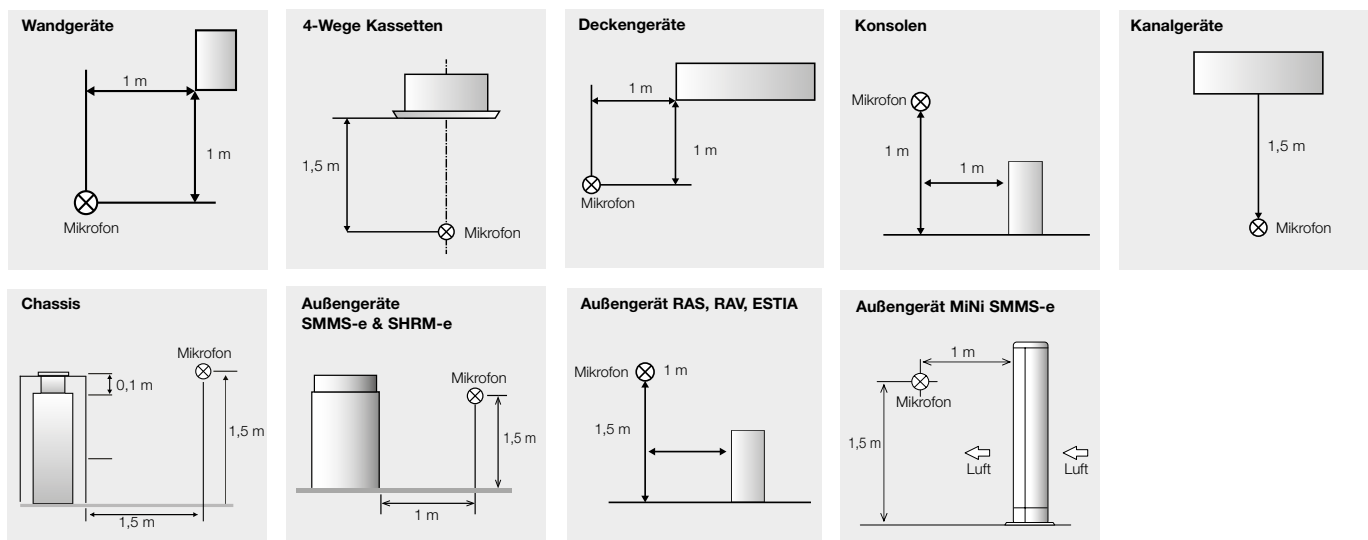 Wandgeräte
1 m
1 m
Mikrofon
4-Wege Kassetten
1,5 m
Mikrofon
Deckengeräte
1 m
1 m
Mikrofon
Konsolen
Mikrofon
1 m
1 m
Kanalgeräte
1,5 m
Mikrofon
Chassis
Mikrofon
0,1 m
1,5 m
1,5 m
Außengeräte
SMMS-e & SHRM-e
Mikrofon
1,5 m
1 m
Außengerät RAS, RAV, ESTIA
Mikrofon 1 m
1,5 m
Außengerät MiNi SMMS-e
1 m
Mikrofon
1,5 m
Luft
Luft